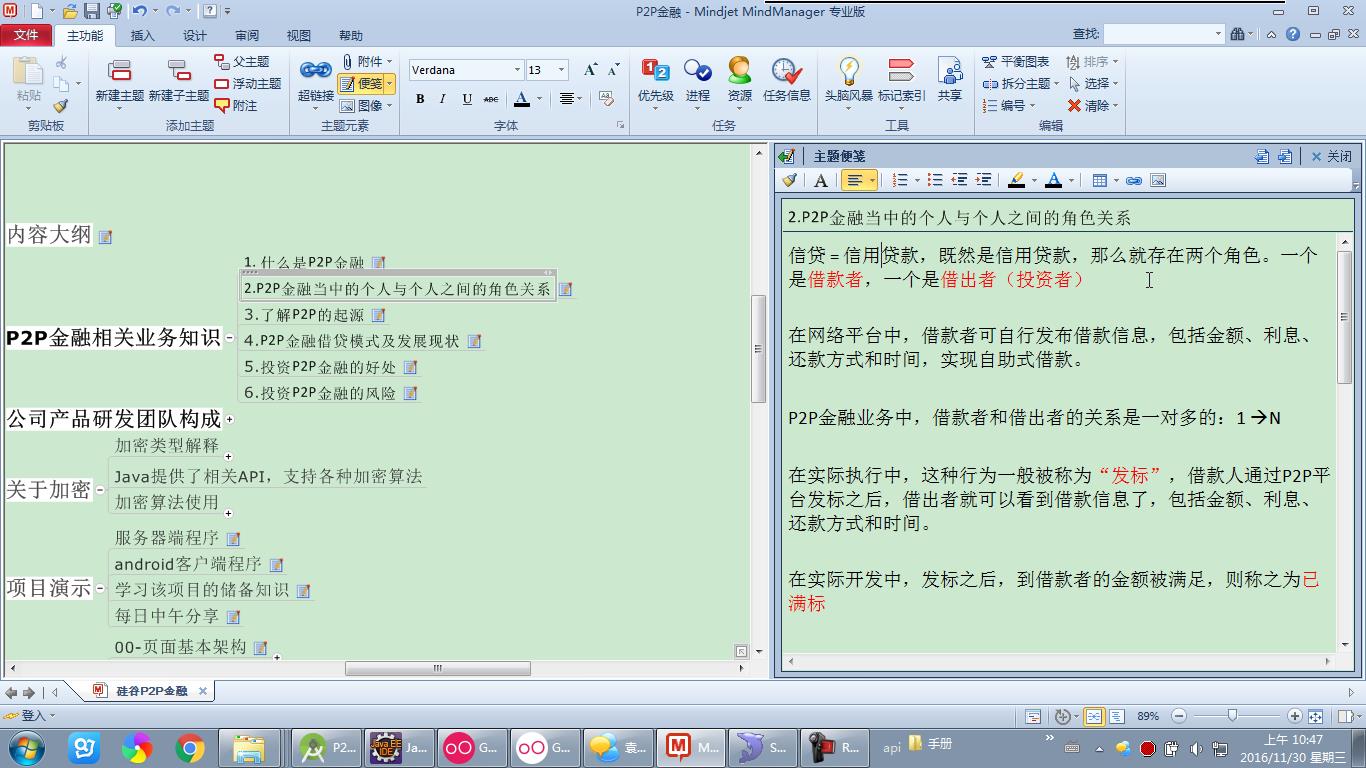 P2P金融 - Mindjet MindManager 专业版
文件 主功能 插入 设计 审阅 视图 帮助 查找:
粘贴 新建主题 新建子主题 父主题 浮动主题 附注 超链接 附件 便笺 图像 Verdana 13 优先级 进程 资源 任务信息 头脑风暴 标记索引 共享 平衡图表 拆分主题 编号 排序 选择 清除
B I U ABC A
剪贴板 添加主题 主题元素 字体 任务 工具 编辑
内容大纲
P2P金融相关业务知识
1. 什么是P2P金融
2.P2P金融当中的个人与个人之间的角色关系
3.了解P2P的起源
4.P2P金融借贷模式及发展现状
5.投资P2P金融的好处
6.投资P2P金融的风险
公司产品研发团队构成
关于加密
加密类型解释
Java提供了相关API，支持各种加密算法
加密算法使用
项目演示
服务器端程序
android客户端程序
学习该项目的储备知识
每日中午分享
00-页面基本架构
主题便笺 关闭
2.P2P金融当中的个人与个人之间的角色关系
信贷＝信用贷款，既然是信用贷款，那么就存在两个角色。一个
是借款者，一个是借出者（投资者）
在网络平台中，借款者可自行发布借款信息，包括金额、利息、
还款方式和时间，实现自助式借款。
P2P金融业务中，借款者和借出者的关系是一对多的：1→N
在实际执行中，这种行为一般被称为“发标”，借款人通过P2P平
台发标之后，借出者就可以看到借款信息了，包括金额、利息、
还款方式和时间。
在实际开发中，发标之后，到借款者的金额被满足，则称之为已
满标
硅谷P2P金融
登入 89%
P2... Ja... G... G... 袁... M... S... R... api 手册
上午 10:47
2016/11/30 星期三